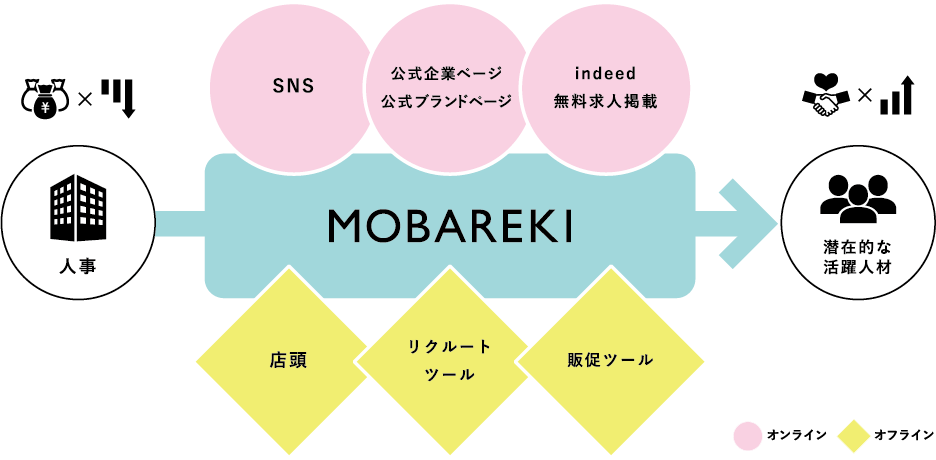 SNS
公式企業ページ
公式ブランドページ
indeed
無料求人掲載
¥
×
×
人事
MOBAREKI
潜在的な
活躍人材
店頭
リクルート
ツール
販促ツール
オンライン
オフライン